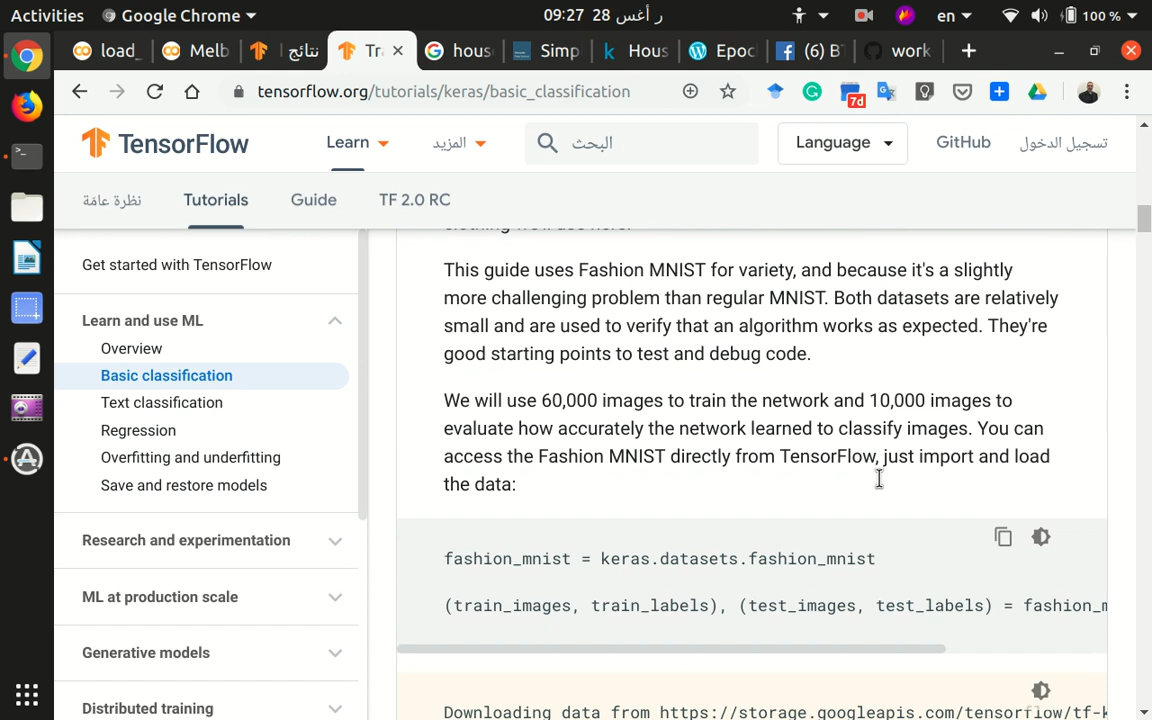 Activities
Google Chrome
09:27 28 ر أغس
en
100 %
load_
Melb
نتائج
Tr
hous
Simp
Hous
Epoc
(6) B
work
tensorflow.org/tutorials/keras/basic_classification
7d
TensorFlow
Learn
المزيد
البحث
Language
GitHub
تسجيل الدخول
نظرة عامّة
Tutorials
Guide
TF 2.0 RC
Get started with TensorFlow
Learn and use ML
Overview
Basic classification
Text classification
Regression
Overfitting and underfitting
Save and restore models
Research and experimentation
ML at production scale
Generative models
Distributed training
This guide uses Fashion MNIST for variety, and because it's a slightly
more challenging problem than regular MNIST. Both datasets are relatively
small and are used to verify that an algorithm works as expected. They're
good starting points to test and debug code.
We will use 60,000 images to train the network and 10,000 images to
evaluate how accurately the network learned to classify images. You can
access the Fashion MNIST directly from TensorFlow, just import and load
the data:
fashion_mnist = keras.datasets.fashion_mnist
(train_images, train_labels), (test_images, test_labels) = fashion_m
Downloading data from https://storage.googleapis.com/tensorflow/tf-k